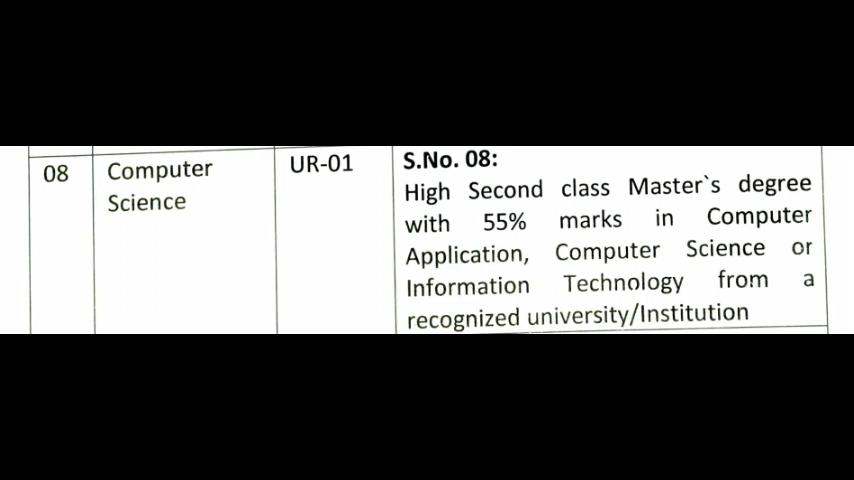 08 Computer Science UR-01 S.No. 08:
High Second class Master`s degree
with 55% marks in Computer
Application, Computer Science or
Information Technology from a
recognized university/Institution